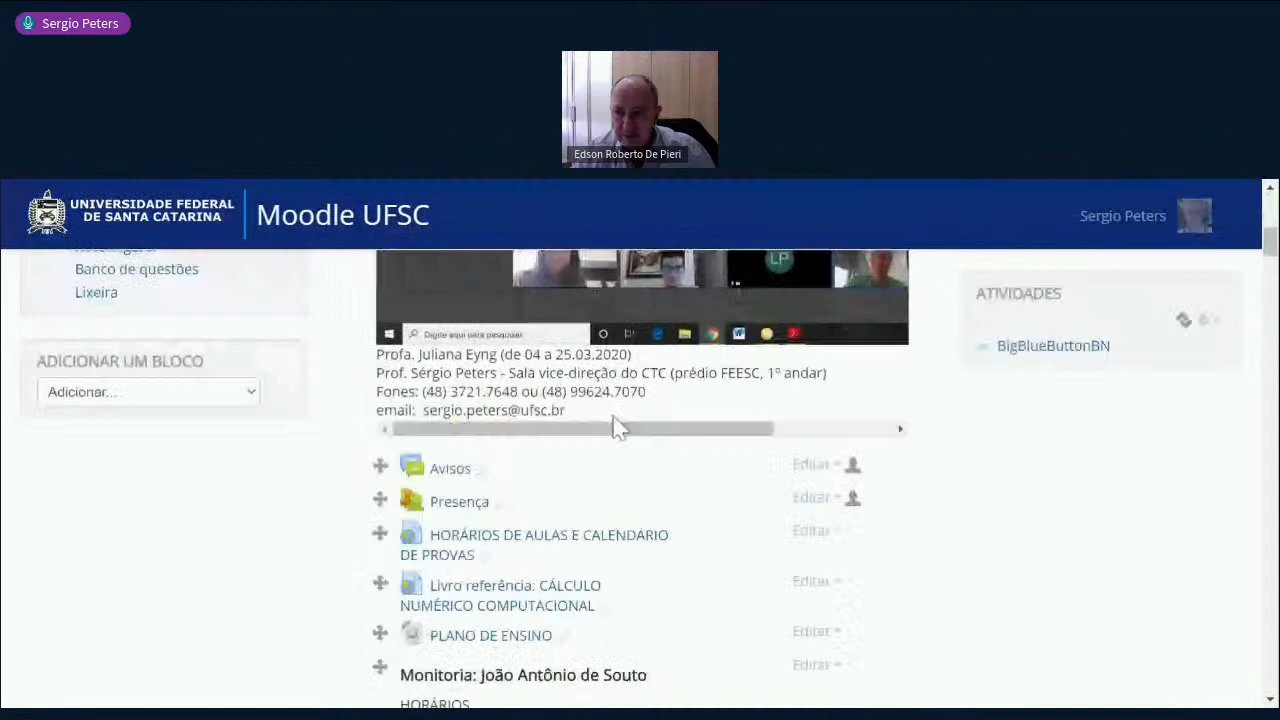 Sergio Peters
Edson Roberto De Pieri
UNIVERSIDADE FEDERAL
DE SANTA CATARINA
Moodle UFSC
Sergio Peters
Banco de questões
Lixeira
ADICIONAR UM BLOCO
Adicionar...
LP
Digite aqui para pesquisar
Profa. Juliana Eyng (de 04 a 25.03.2020)
Prof. Sérgio Peters - Sala vice-direção do CTC (prédio FEESC, 1º andar)
Fones: (48) 3721.7648 ou (48) 99624.7070
email: sergio.peters@ufsc.br
ATIVIDADES
BigBlueButtonBN
Avisos
Editar
Presença
Editar
HORÁRIOS DE AULAS E CALENDÁRIO
DE PROVAS
Editar
Livro referência: CÁLCULO
NUMÉRICO COMPUTACIONAL
Editar
PLANO DE ENSINO
Editar
Monitoria: João Antônio de Souto
Editar
HORÁRIOS